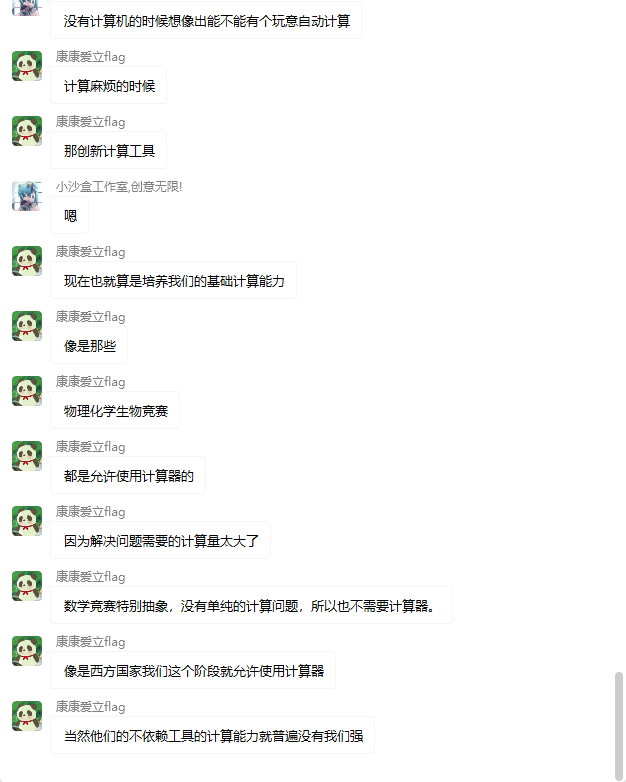 没有计算机的时候想像出能不能有个玩意自动计算
康康爱立flag
计算麻烦的时候
康康爱立flag
那创新计算工具
小沙盒工作室,创意无限!
嗯
康康爱立flag
现在也就算是培养我们的基础计算能力
康康爱立flag
像是那些
康康爱立flag
物理化学生物竞赛
康康爱立flag
都是允许使用计算器的
康康爱立flag
因为解决问题需要的计算量太大了
康康爱立flag
数学竞赛特别抽象，没有单纯的计算问题，所以也不需要计算器。
康康爱立flag
像是西方国家我们这个阶段就允许使用计算器
康康爱立flag
当然他们的不依赖工具的计算能力就普遍没有我们强